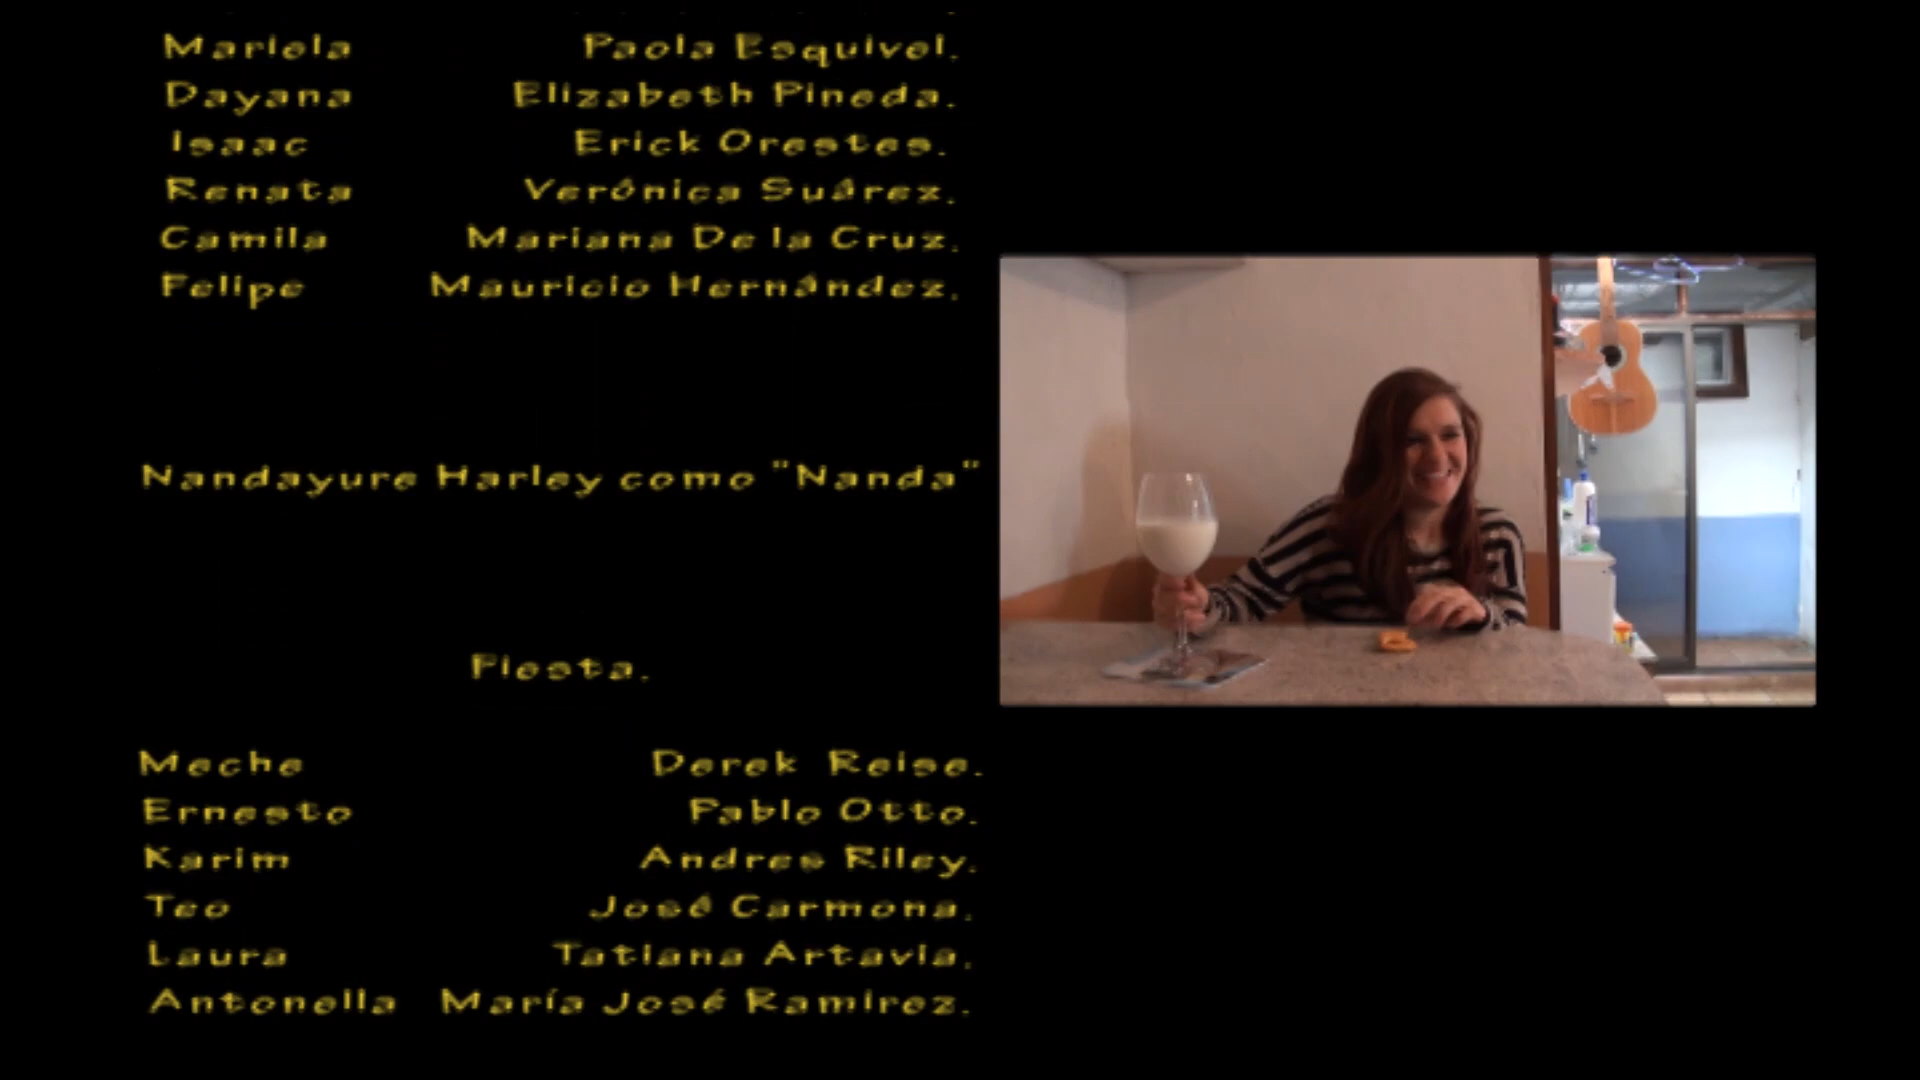 Mariela Paola Esquivel.
Dayana Elizabeth Pineda.
Isaac Erick Orestes.
Renata Verónica Suárez.
Camila Mariana De la Cruz.
Felipe Mauricio Hernández.
Nandayure Harley como "Nanda"
Fiesta.
Meche Derek Reise.
Ernesto Pablo Otto.
Karim Andres Riley.
Teo José Carmona.
Laura Tatiana Artavia.
Antonella María José Ramirez.